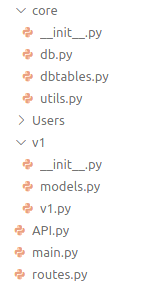 core
__init__.py
db.py
dbtables.py
utils.py
Users
v1
__init__.py
models.py
v1.py
API.py
main.py
routes.py